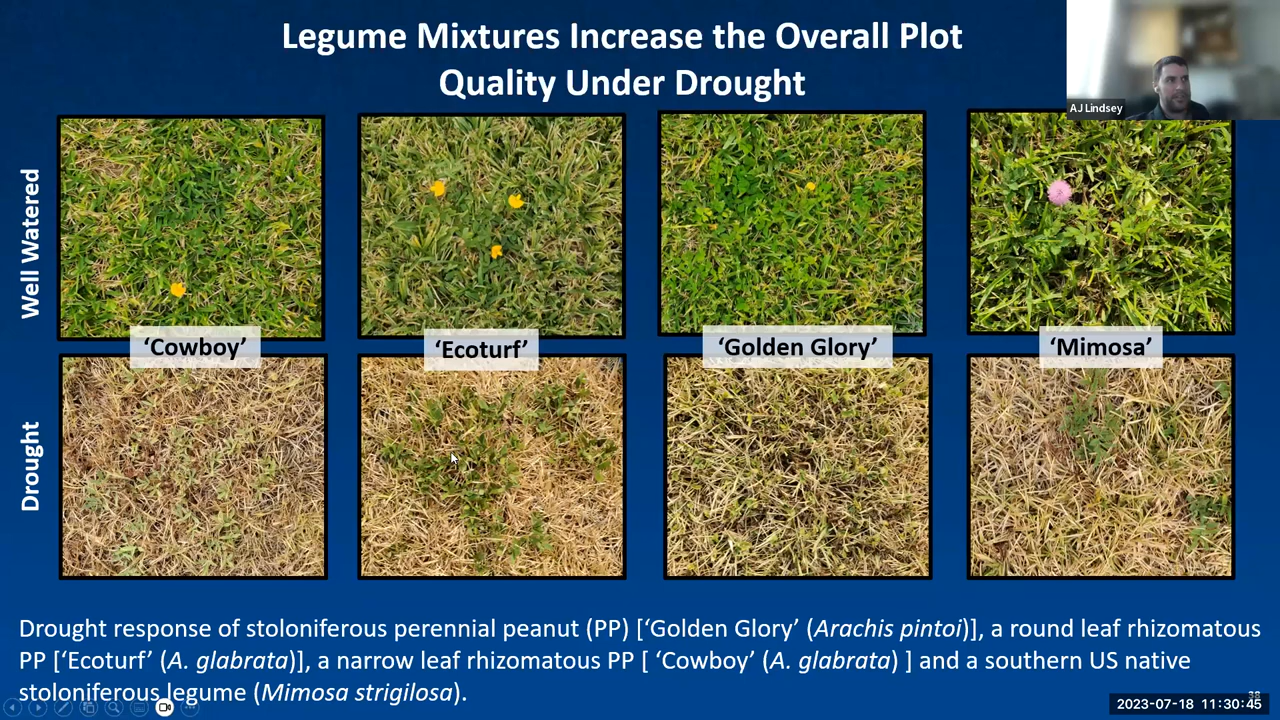 Legume Mixtures Increase the Overall Plot
Quality Under Drought
AJ Lindsey
Well Watered
‘Cowboy’
‘Ecoturf’
‘Golden Glory’
‘Mimosa’
Drought
Drought response of stoloniferous perennial peanut (PP) [‘Golden Glory’ (Arachis pintoi)], a round leaf rhizomatous
PP [‘Ecoturf’ (A. glabrata)], a narrow leaf rhizomatous PP [ ‘Cowboy’ (A. glabrata) ] and a southern US native
stoloniferous legume (Mimosa strigilosa).
38
2023-07-18 11:30:45